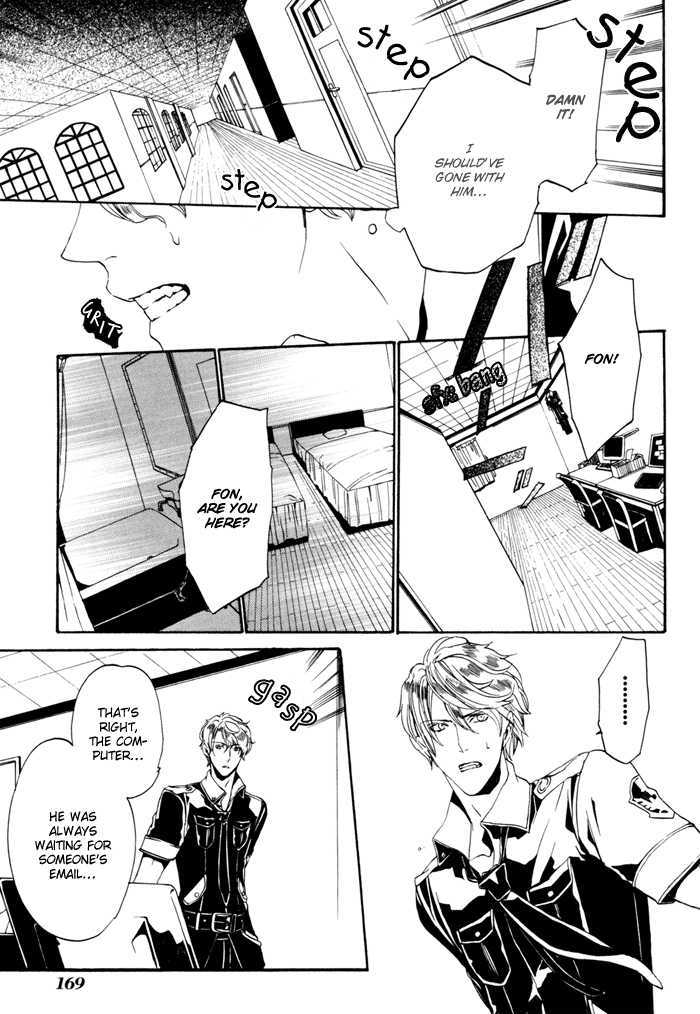 step
DAMN
IT!
I
SHOULD'VE
GONE WITH
HIM...
step
step
GRIT
FON!
bang
FON,
ARE YOU
HERE?
........
gasp
THAT'S
RIGHT,
THE COM-
PUTER...
HE WAS
ALWAYS
WAITING FOR
SOMEONE'S
EMAIL...
169